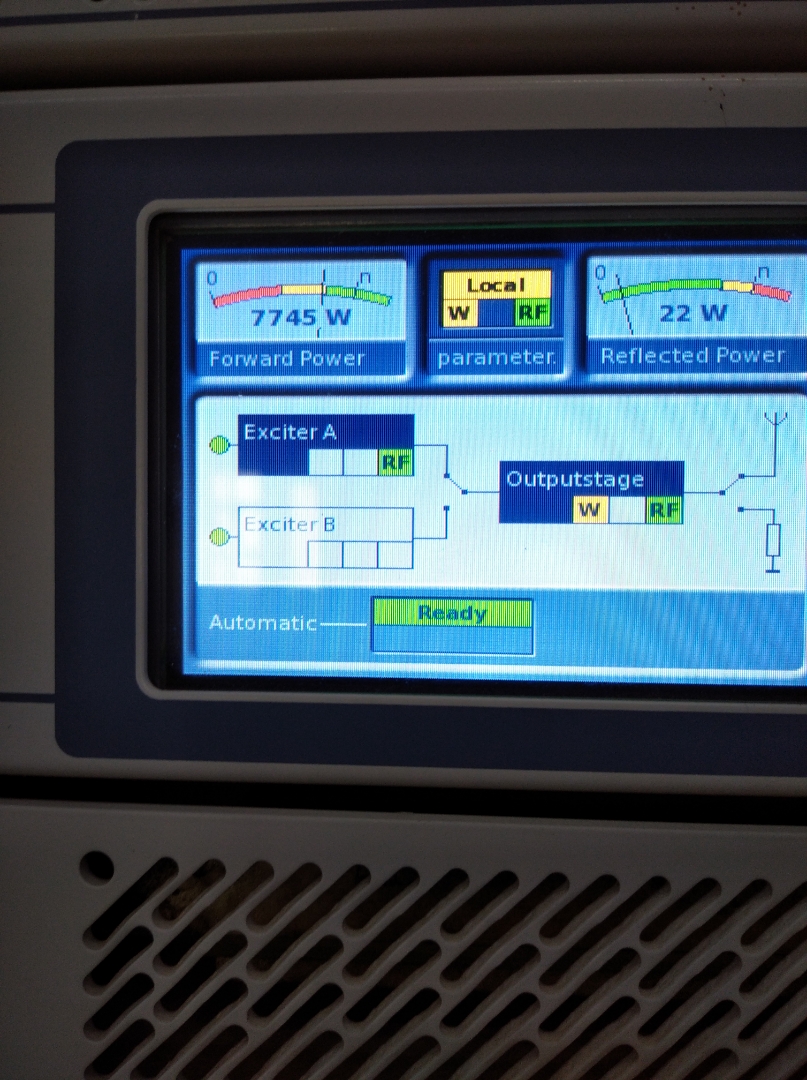 0 n
7745 W
Forward Power
Local
W RF
parameter.
0 n
22 W
Reflected Power
Exciter A
RF
Exciter B
Outputstage
W RF
Automatic
Ready